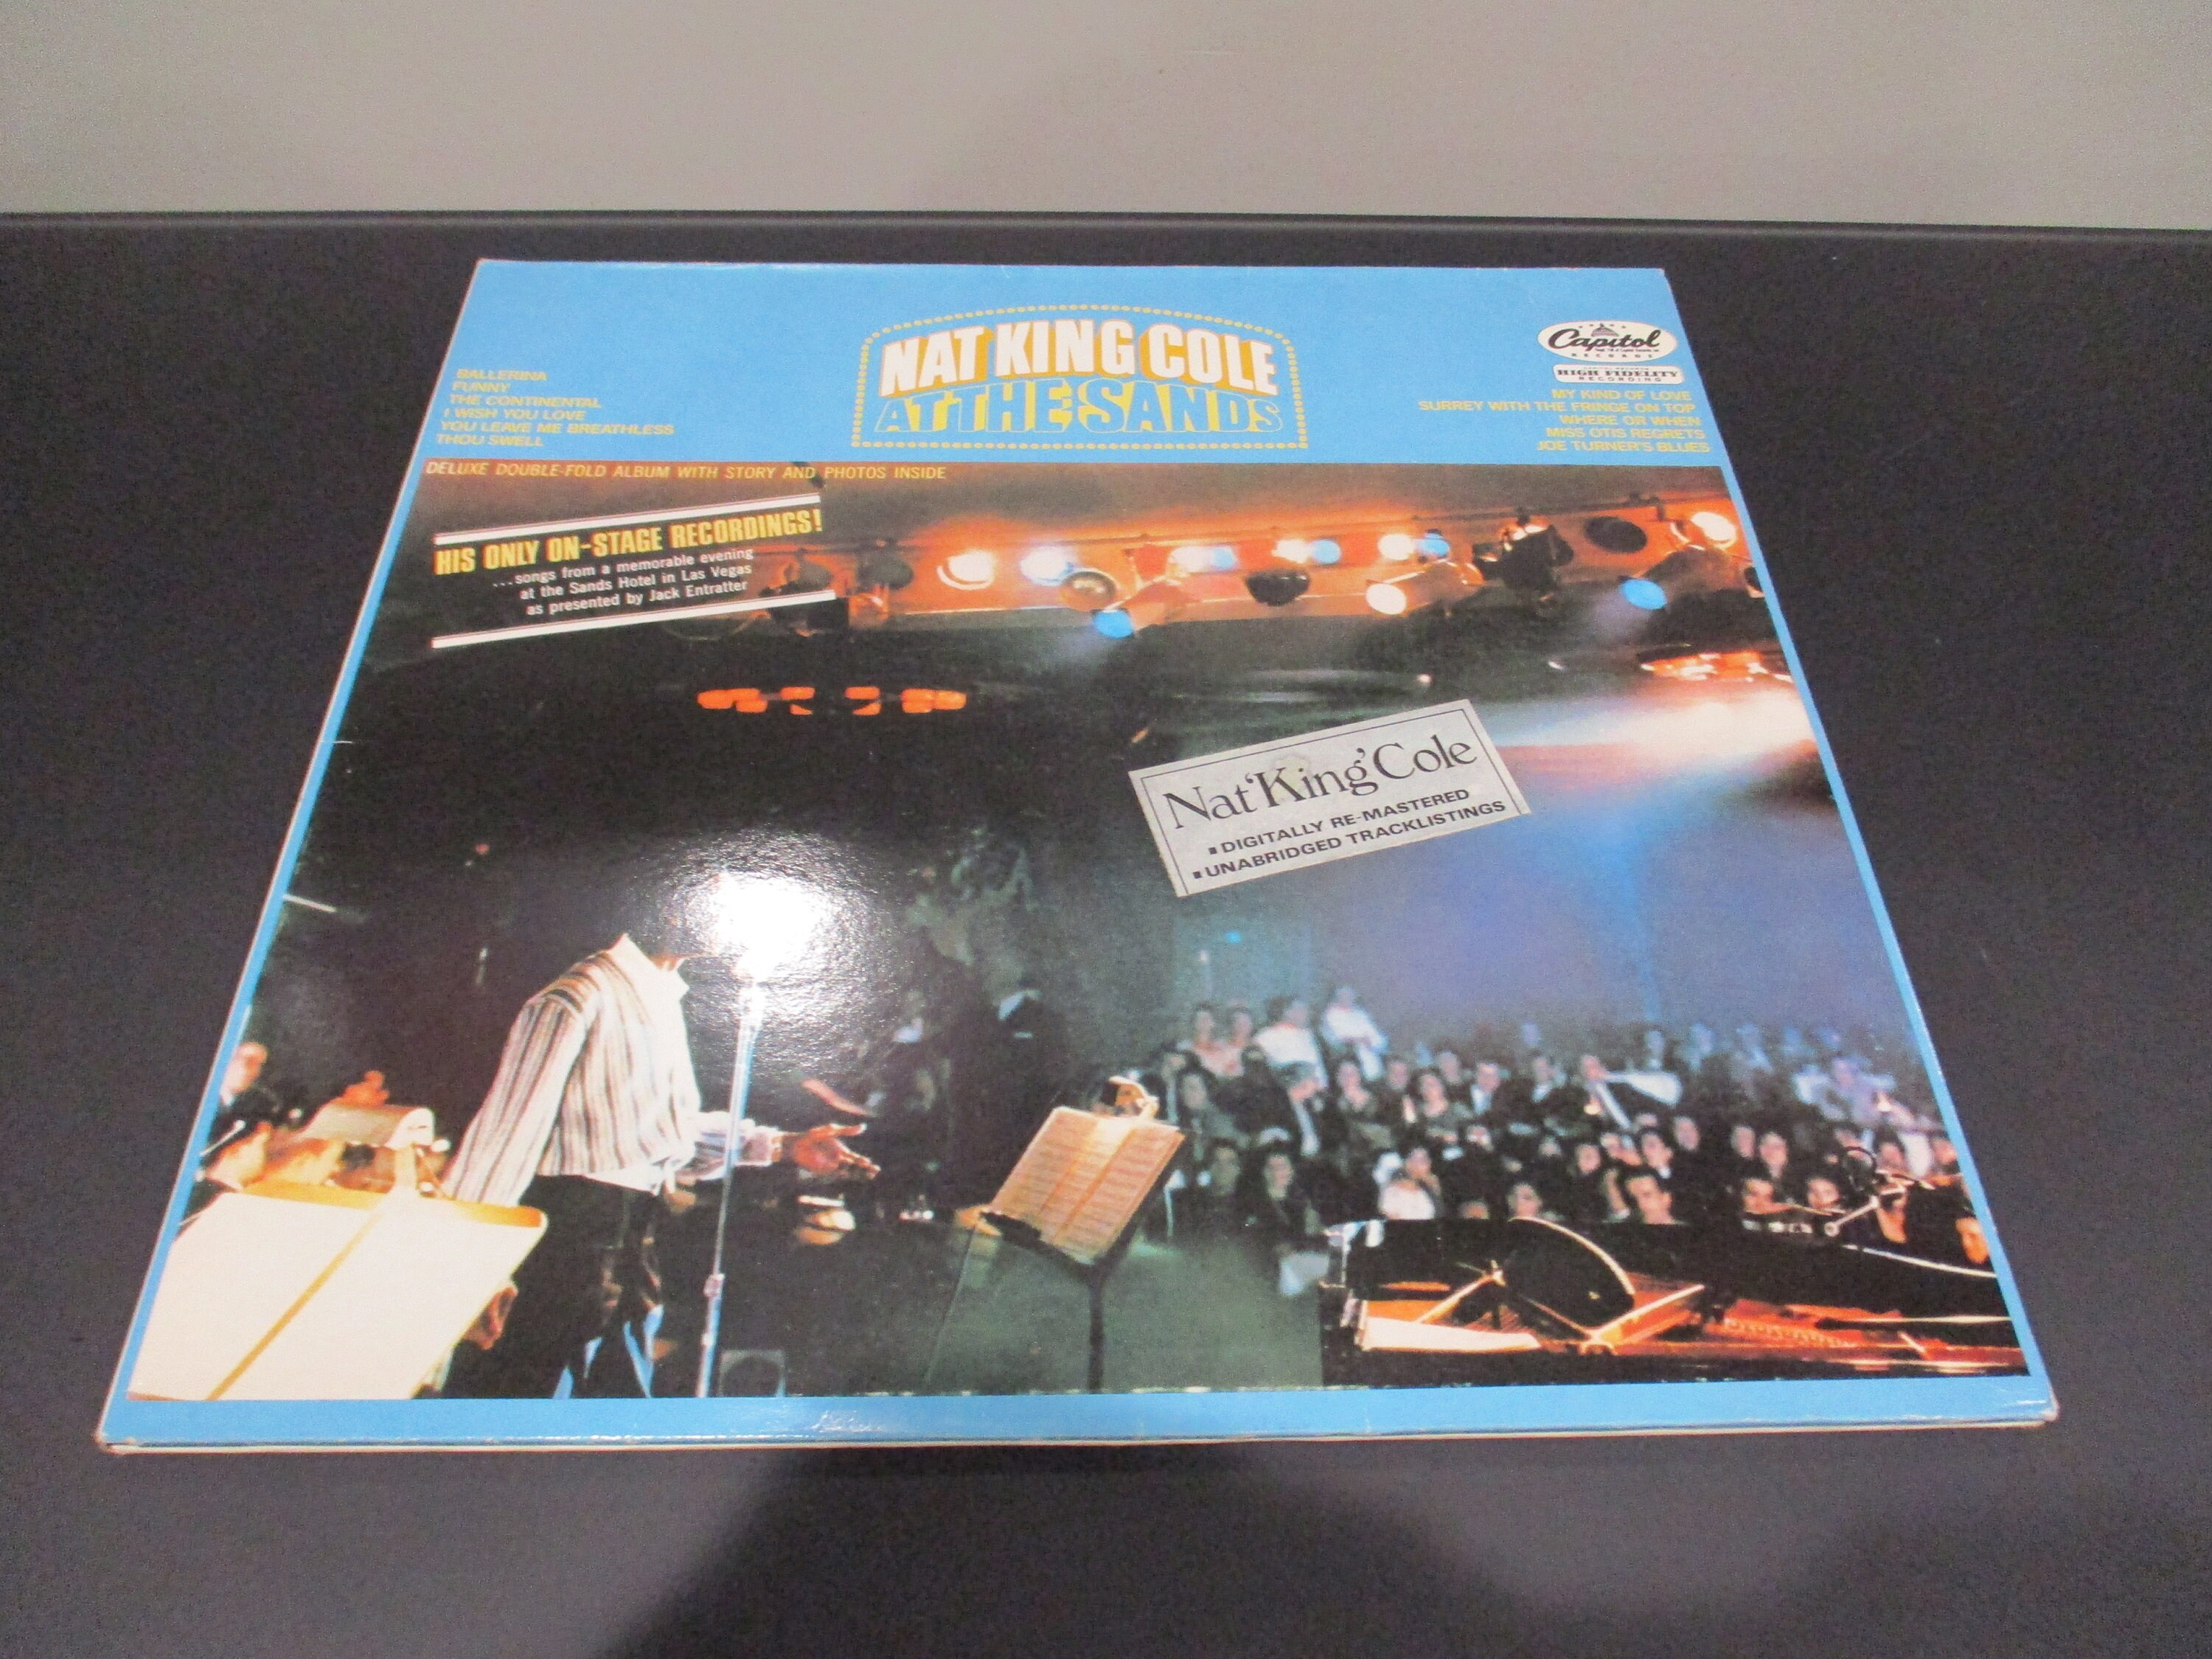 NAT KING COLE
AT THE SANDS
Capitol
RECORDS
HIGH FIDELITY
RECORDING
BALLERINA
FUNNY
THE CONTINENTAL
I WISH YOU LOVE
YOU LEAVE ME BREATHLESS
THOU SWELL
MY KIND OF LOVE
SURREY WITH THE FRINGE ON TOP
WHERE OR WHEN
MISS OTIS REGRETS
JOE TURNER'S BLUES
DELUXE DOUBLE-FOLD ALBUM WITH STORY AND PHOTOS INSIDE
HIS ONLY ON-STAGE RECORDINGS!
...songs from a memorable evening
at the Sands Hotel in Las Vegas
as presented by Jack Entratter
Nat 'King' Cole
▪ DIGITALLY RE-MASTERED
▪ UNABRIDGED TRACKLISTINGS